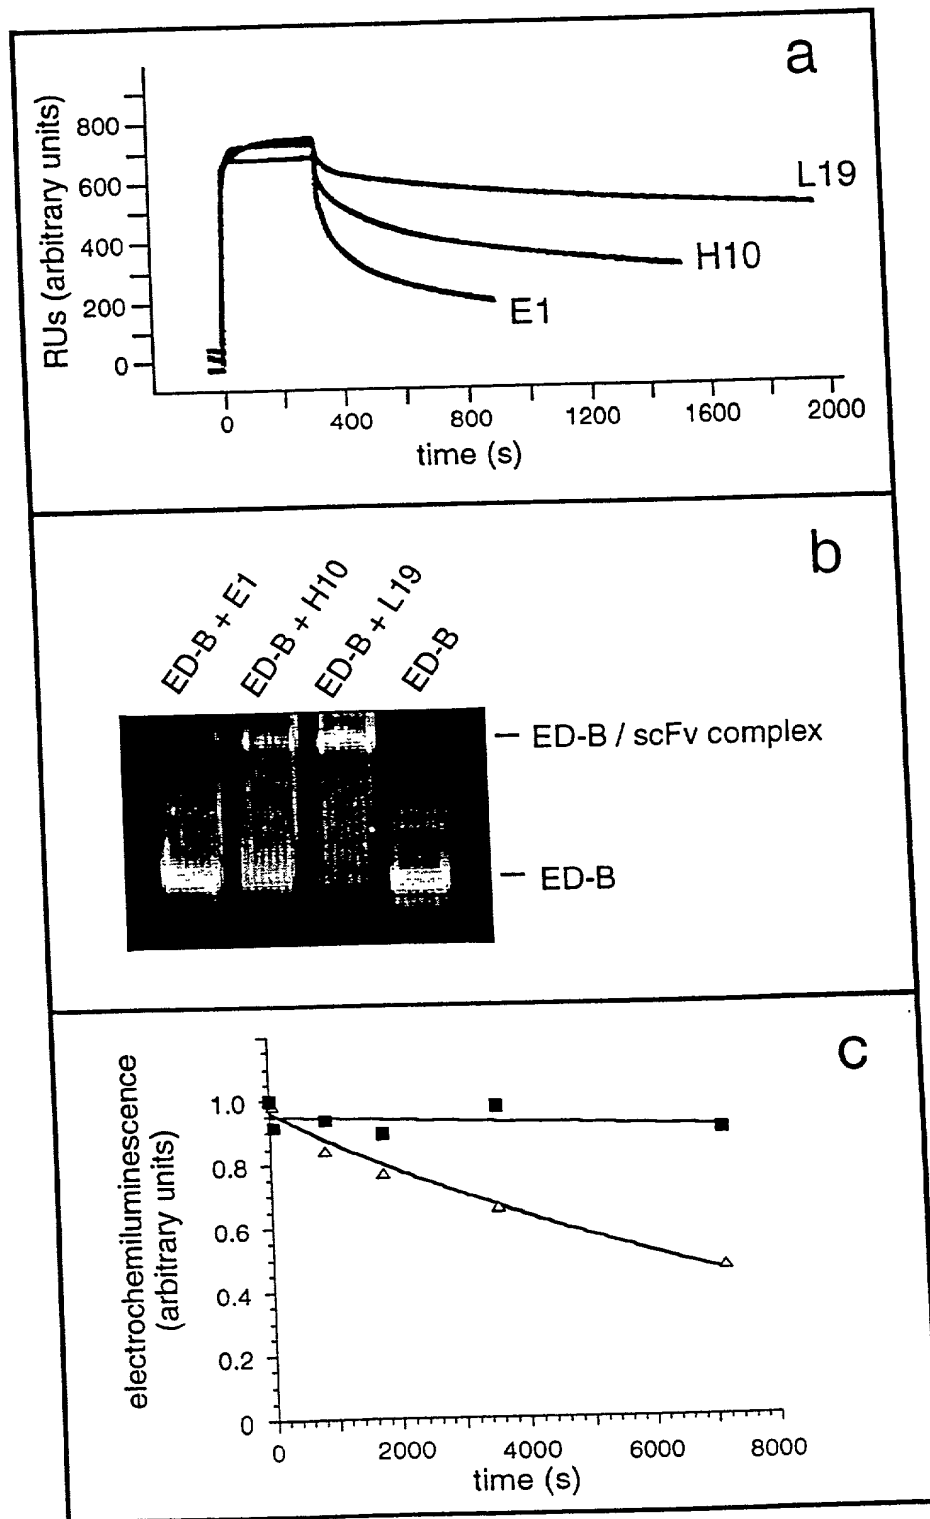 a
RUs (arbitrary units)
800
600
400
200
0
L19
H10
E1
0 400 800 1200 1600 2000
time (s)
b
ED-B + E1
ED-B + H10
ED-B + L19
ED-B
ED-B / scFv complex
ED-B
c
electrochemiluminescence
(arbitrary units)
1.0
0.8
0.6
0.4
0.2
0
0 2000 4000 6000 8000
time (s)